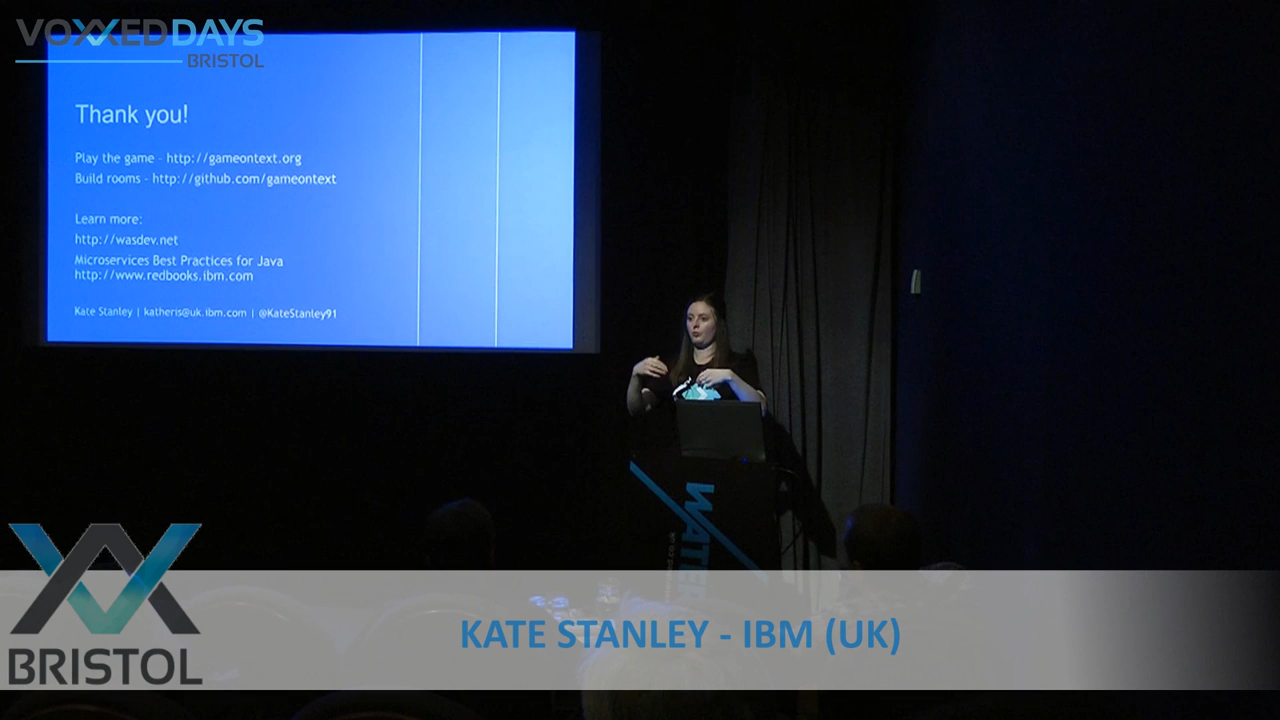 VOXXEDDAYS
BRISTOL
Thank you!
Play the game - http://gameontext.org
Build rooms - http://github.com/gameontext
Learn more:
http://wasdev.net
Microservices Best Practices for Java
http://www.redbooks.ibm.com
Kate Stanley | katheris@uk.ibm.com | @KateStanley91
WATER
KATE STANLEY - IBM (UK)
BRISTOL